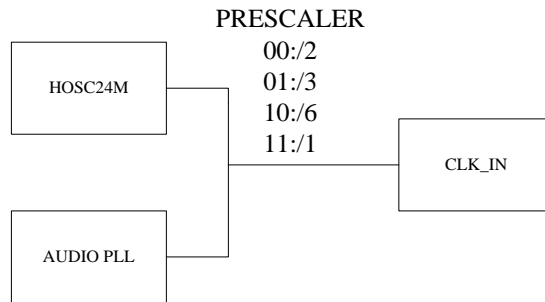 PRESCALER
00:/2
01:/3
10:/6
11:/1
HOSC24M
CLK_IN
AUDIO PLL